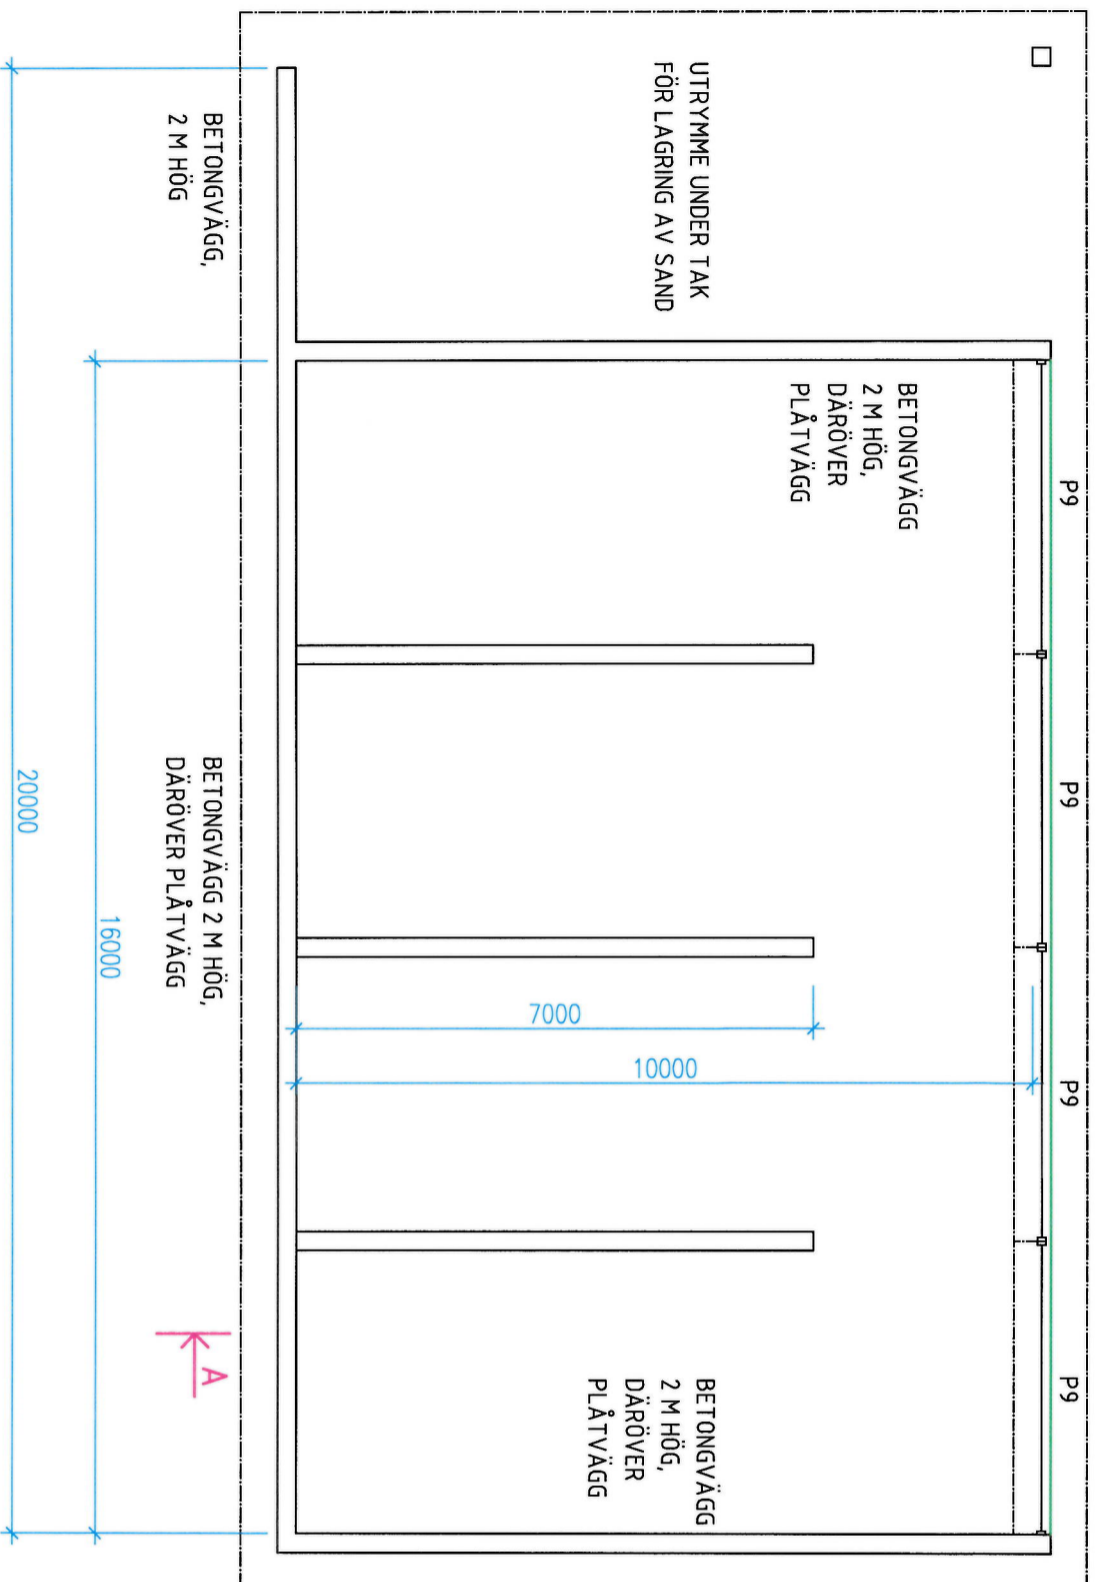 P9
P9
P9
P9
UTRYMME UNDER TAK
FÖR LAGRING AV SAND
BETONGVÄGG
2 M HÖG,
DÄRÖVER
PLÅTVÄGG
7000
10000
BETONGVÄGG
2 M HÖG,
DÄRÖVER
PLÅTVÄGG
BETONGVÄGG,
2 M HÖG
BETONGVÄGG 2 M HÖG,
DÄRÖVER PLÅTVÄGG
A
16000
20000